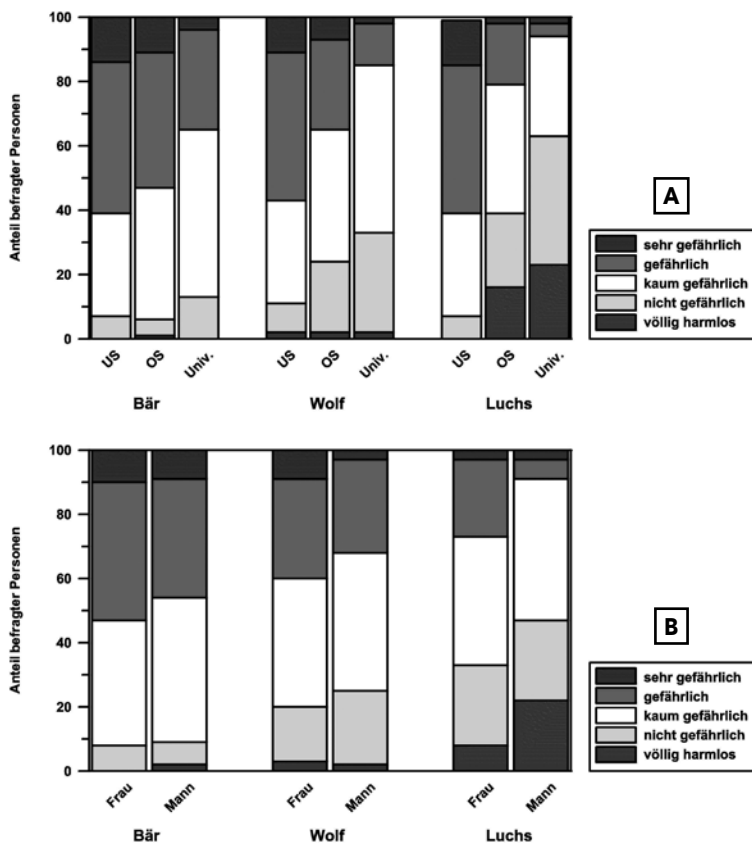 Anteil befragter Personen
100
80
60
40
20
0
US
OS
Univ.
US
OS
Univ.
US
OS
Univ.
Bär
Wolf
Luchs
A
sehr gefährlich
gefährlich
kaum gefährlich
nicht gefährlich
völlig harmlos
Anteil befragter Personen
100
80
60
40
20
0
Frau
Mann
Frau
Mann
Frau
Mann
Bär
Wolf
Luchs
B
sehr gefährlich
gefährlich
kaum gefährlich
nicht gefährlich
völlig harmlos